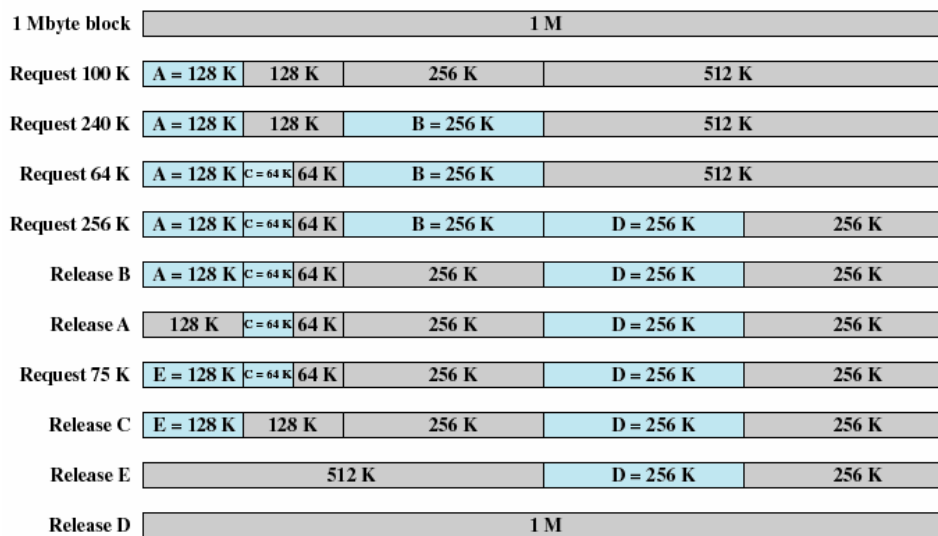 1 Mbyte block 1 M
Request 100 K A = 128 K 128 K 256 K 512 K
Request 240 K A = 128 K 128 K B = 256 K 512 K
Request 64 K A = 128 K C = 64 K 64 K B = 256 K 512 K
Request 256 K A = 128 K C = 64 K 64 K B = 256 K D = 256 K 256 K
Release B A = 128 K C = 64 K 64 K 256 K D = 256 K 256 K
Release A 128 K C = 64 K 64 K 256 K D = 256 K 256 K
Request 75 K E = 128 K C = 64 K 64 K 256 K D = 256 K 256 K
Release C E = 128 K 128 K 256 K D = 256 K 256 K
Release E 512 K D = 256 K 256 K
Release D 1 M